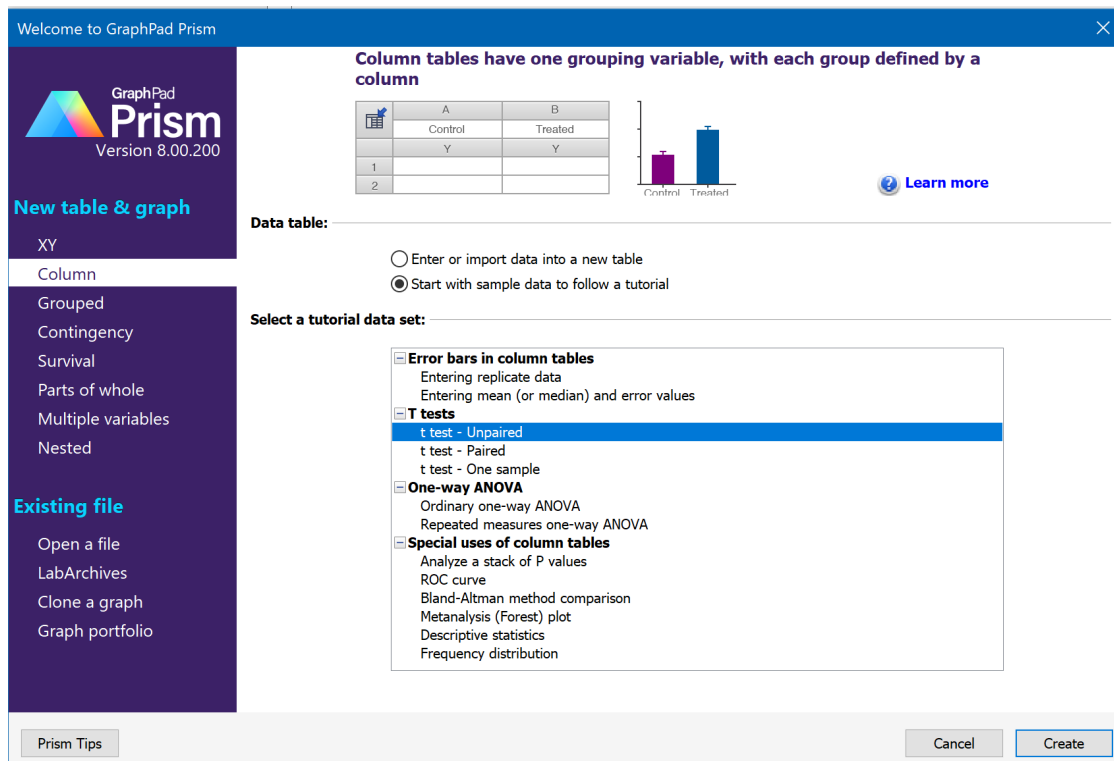 Welcome to GraphPad Prism
GraphPad
Prism
Version 8.00.200
New table & graph
XY
Column
Grouped
Contingency
Survival
Parts of whole
Multiple variables
Nested
Existing file
Open a file
LabArchives
Clone a graph
Graph portfolio
Column tables have one grouping variable, with each group defined by a
column
A B
Control Treated
Y Y
1
2
Control Treated
Learn more
Data table:
Enter or import data into a new table
Start with sample data to follow a tutorial
Select a tutorial data set:
Error bars in column tables
Entering replicate data
Entering mean (or median) and error values
T tests
t test - Unpaired
t test - Paired
t test - One sample
One-way ANOVA
Ordinary one-way ANOVA
Repeated measures one-way ANOVA
Special uses of column tables
Analyze a stack of P values
ROC curve
Bland-Altman method comparison
Metanalysis (Forest) plot
Descriptive statistics
Frequency distribution
Prism Tips
Cancel
Create